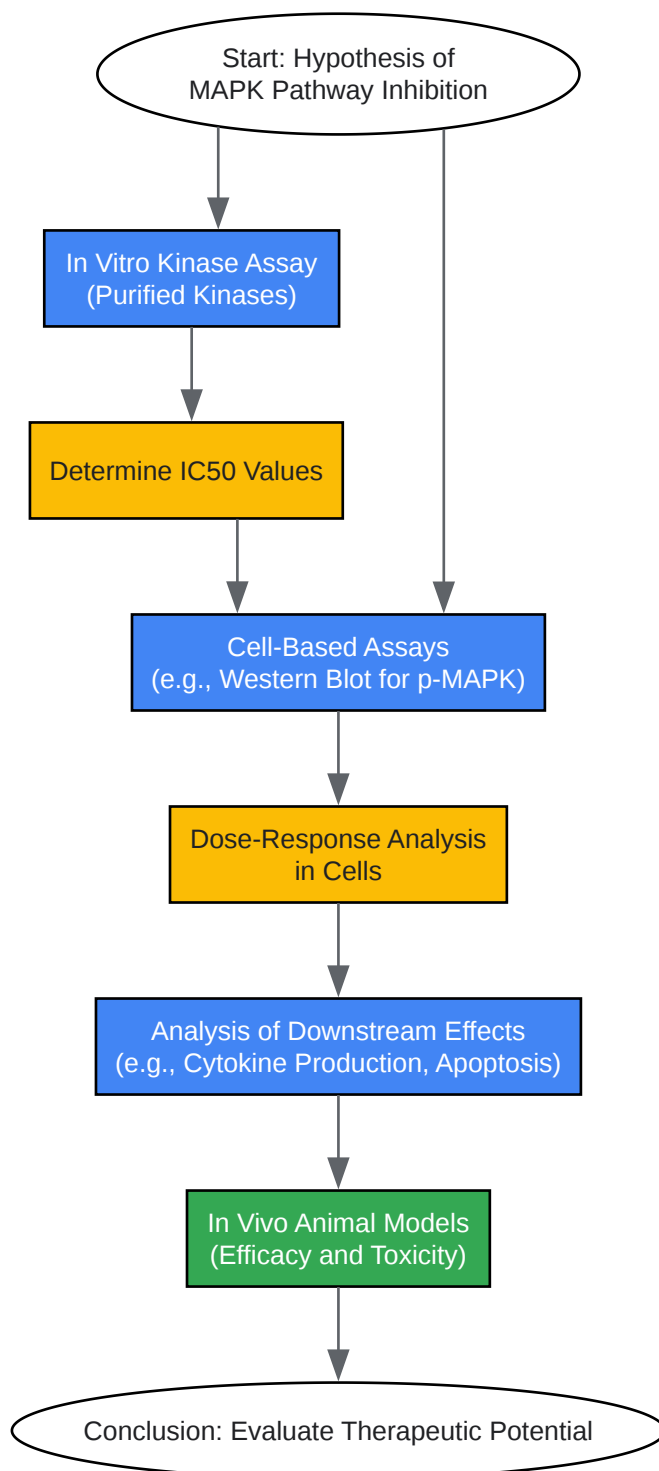 Start: Hypothesis of
MAPK Pathway Inhibition
In Vitro Kinase Assay
(Purified Kinases)
Determine IC50 Values
Cell-Based Assays
(e.g., Western Blot for p-MAPK)
Dose-Response Analysis
in Cells
Analysis of Downstream Effects
(e.g., Cytokine Production, Apoptosis)
In Vivo Animal Models
(Efficacy and Toxicity)
Conclusion: Evaluate Therapeutic Potential